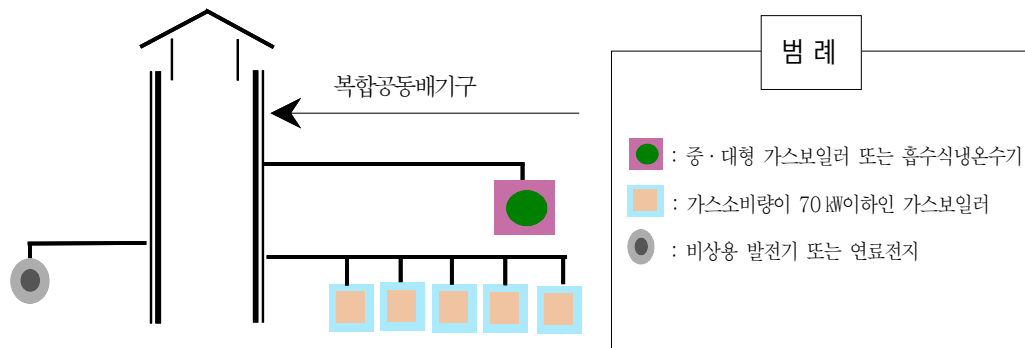 범 례
복합공동배기구
: 중·대형 가스보일러 또는 흡수식냉온수기
: 가스소비량이 70㎾이하인 가스보일러
: 비상용 발전기 또는 연료전지